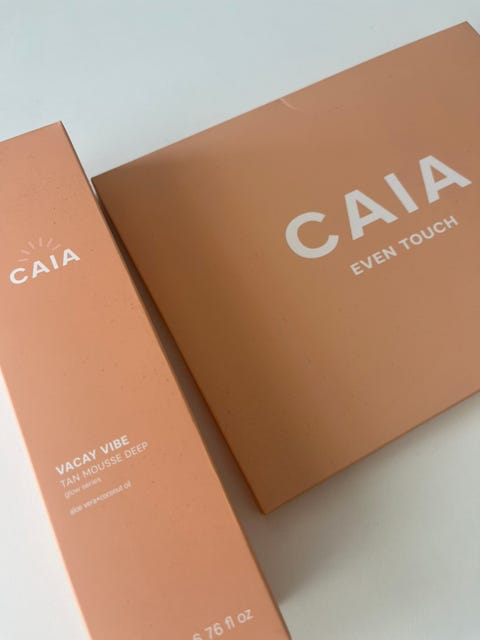 CAIA
VACAY VIBE
TAN MOUSSE DEEP
glow series
aloe vera+coconut oil
6.76 fl oz
CAIA
EVEN TOUCH